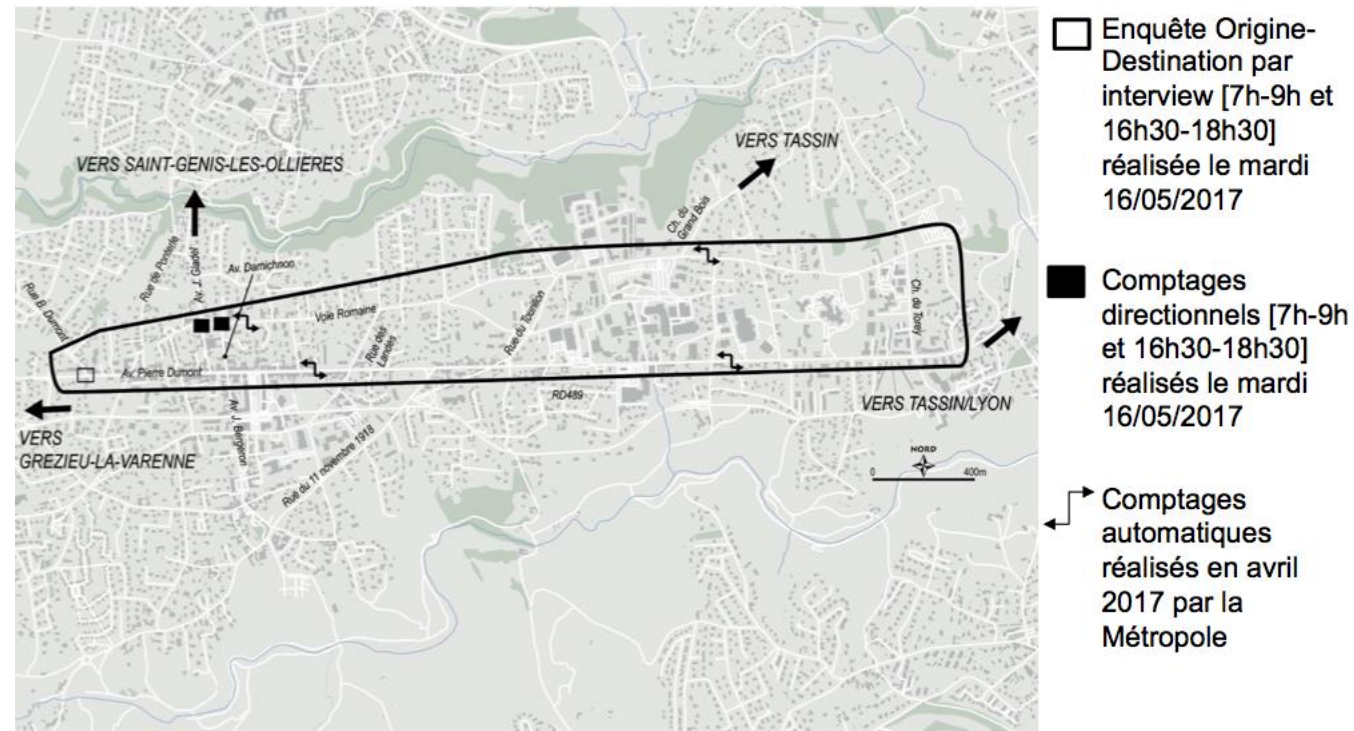 VERS SAINT-GENIS-LES-OLLIERES
VERS TASSIN
Ch. du
Grand Bois
Rue de Ponterle
Av. T. Giadel
Av. Damichnon
Rue B. Dumont
Voie Romaine
Rue des
Landes
Rue du Tourillon
Ch. du Torey
Av. Pierre Dumont
RD489
VERS TASSIN/LYON
VERS
GREZIEU-LA-VARENNE
Av. J. Bergeron
Rue du 11 novembre 1918
NORD
0
400m
Enquête Origine-
Destination par
interview [7h-9h et
16h30-18h30]
réalisée le mardi
16/05/2017
Comptages
directionnels [7h-9h
et 16h30-18h30]
réalisés le mardi
16/05/2017
Comptages
automatiques
réalisés en avril
2017 par la
Métropole